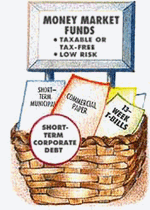 MONEY MARKET
FUNDS
• TAXABLE OR
TAX-FREE
• LOW RISK
SHORT-
TERM
MUNICIPAL
COMMERCIAL
PAPER
13-
WEEK
T-BILLS
SHORT-
TERM
CORPORATE
DEBT